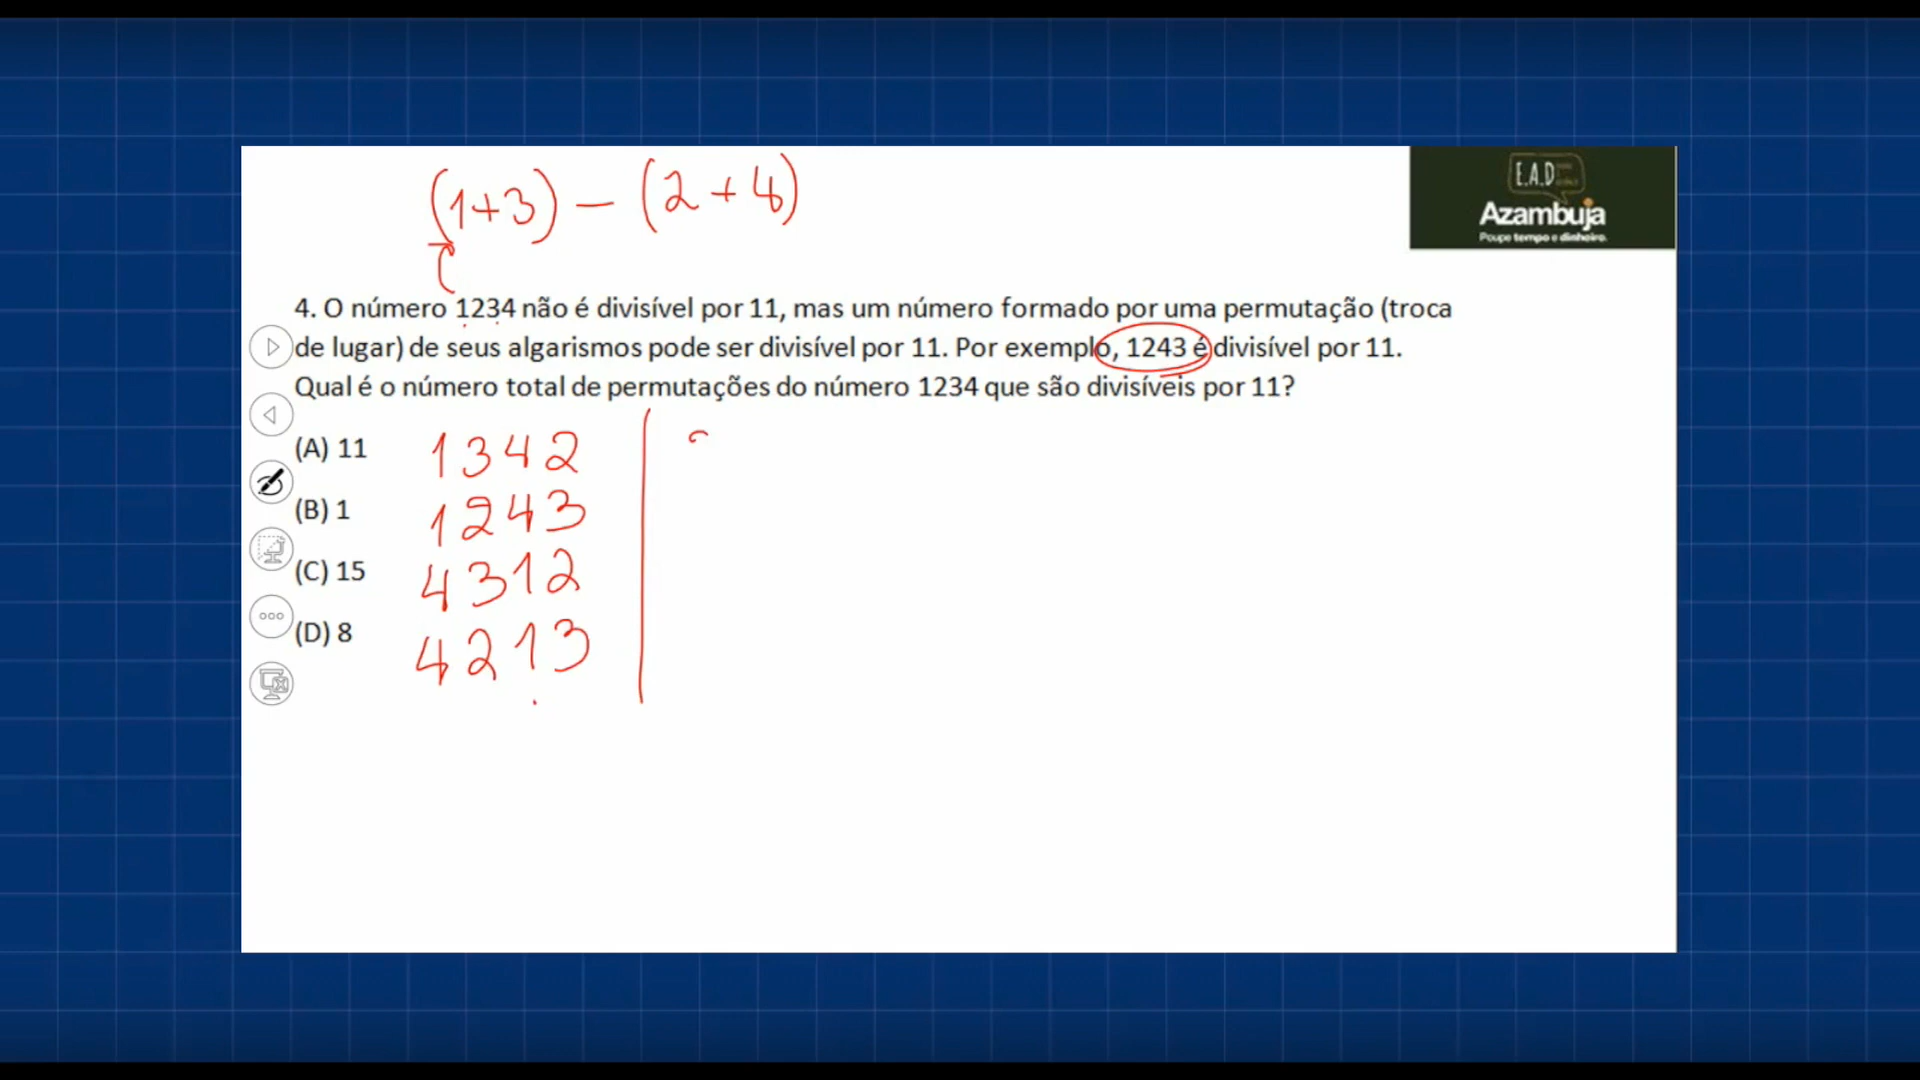 (1+3) - (2+4)
E.A.D
Azambuja
Poupe tempo e dinheiro.
4. O número 1234 não é divisível por 11, mas um número formado por uma permutação (troca
de lugar) de seus algarismos pode ser divisível por 11. Por exemplo, 1243 é divisível por 11.
Qual é o número total de permutações do número 1234 que são divisíveis por 11?
(A) 11
(B) 1
(C) 15
(D) 8
1342
1243
4312
4213